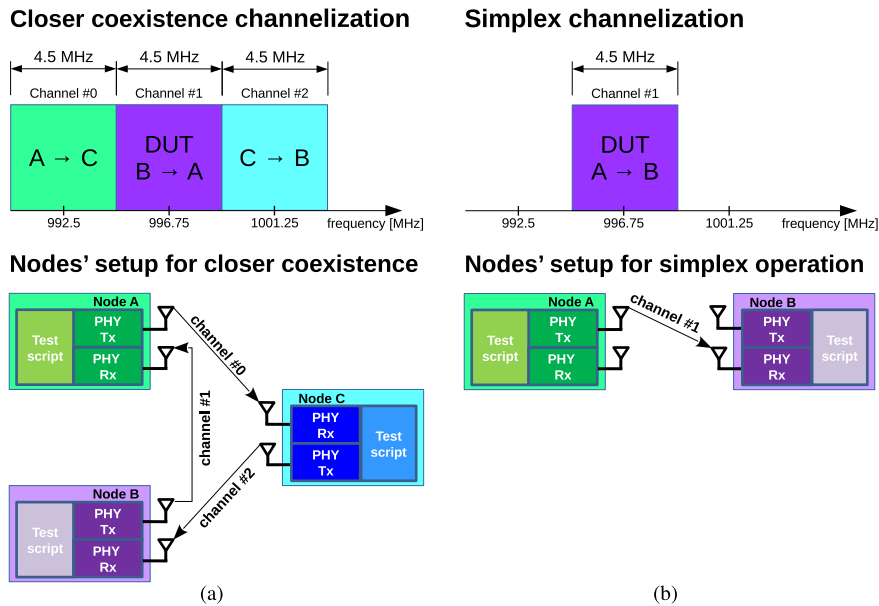 Closer coexistence channelization
4.5 MHz 4.5 MHz 4.5 MHz
Channel #0 Channel #1 Channel #2
A → C
DUT
B → A
C → B
992.5 996.75 1001.25 frequency [MHz]
Nodes' setup for closer coexistence
Node A
Test
script
PHY
Tx
PHY
Rx
channel #0
channel #1
Node C
PHY
Rx
PHY
Tx
Test
script
channel #2
Node B
Test
script
PHY
Tx
PHY
Rx
(a)
Simplex channelization
4.5 MHz
Channel #1
DUT
A → B
992.5 996.75 1001.25 frequency [MHz]
Nodes' setup for simplex operation
Node A
Test
script
PHY
Tx
PHY
Rx
channel #1
Node B
PHY
Tx
PHY
Rx
Test
script
(b)